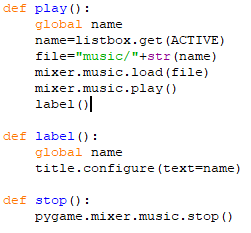 def play():
    global name
    name=listbox.get(ACTIVE)
    file="music/"+str(name)
    mixer.music.load(file)
    mixer.music.play()
    label()
def label():
    global name
    title.configure(text=name)
def stop():
    pygame.mixer.music.stop()